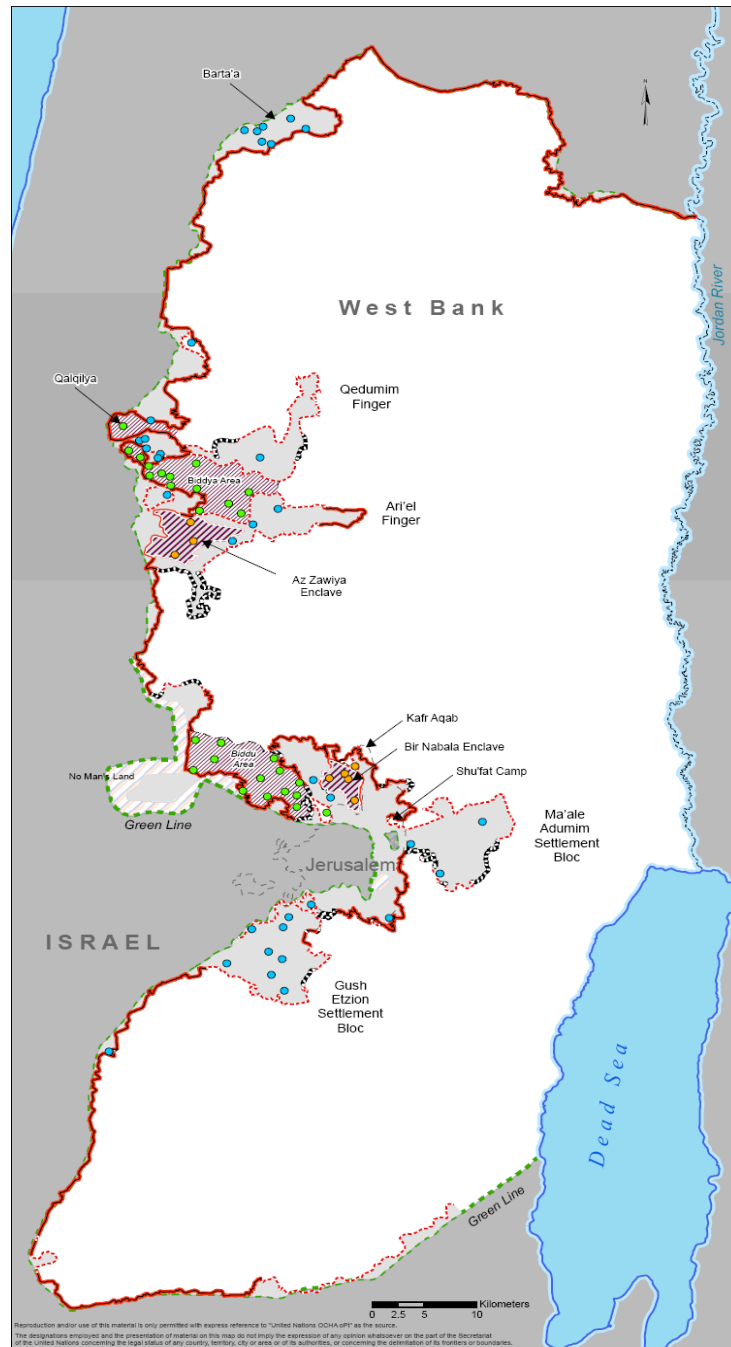 Barta'a
N
West Bank
Jordan River
Qalqilya
Qedumim
Finger
Biddya Area
Ari'el
Finger
Az Zawiya
Enclave
Kafr Aqab
Bir Nabala Enclave
Biddu
Area
Shu'fat Camp
No Man's Land
Green Line
Ma'ale
Adumim
Settlement
Bloc
Jerusalem
ISRAEL
Gush
Etzion
Settlement
Bloc
Dead Sea
Green Line
Kilometers
0 2.5 5 10
Reproduction and/or use of this material is only permitted with express reference to "United Nations OCHA oPt" as the source.
The designations employed and the presentation of material on this map do not imply the expression of any opinion whatsoever on the part of the Secretariat
of the United Nations concerning the legal status of any country, territory, city or area or of its authorities, or concerning the delimitation of its frontiers or boundaries.